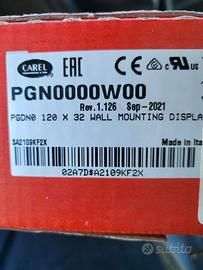 CAREL
EAC CE UL
PGN0000W00
Rev.1.126 Sep-2021
PGDN0 120 X 32 WALL MOUNTING DISPLA
SA2109KF2X Made in Ita
02A7D$A2109KF2X
subito